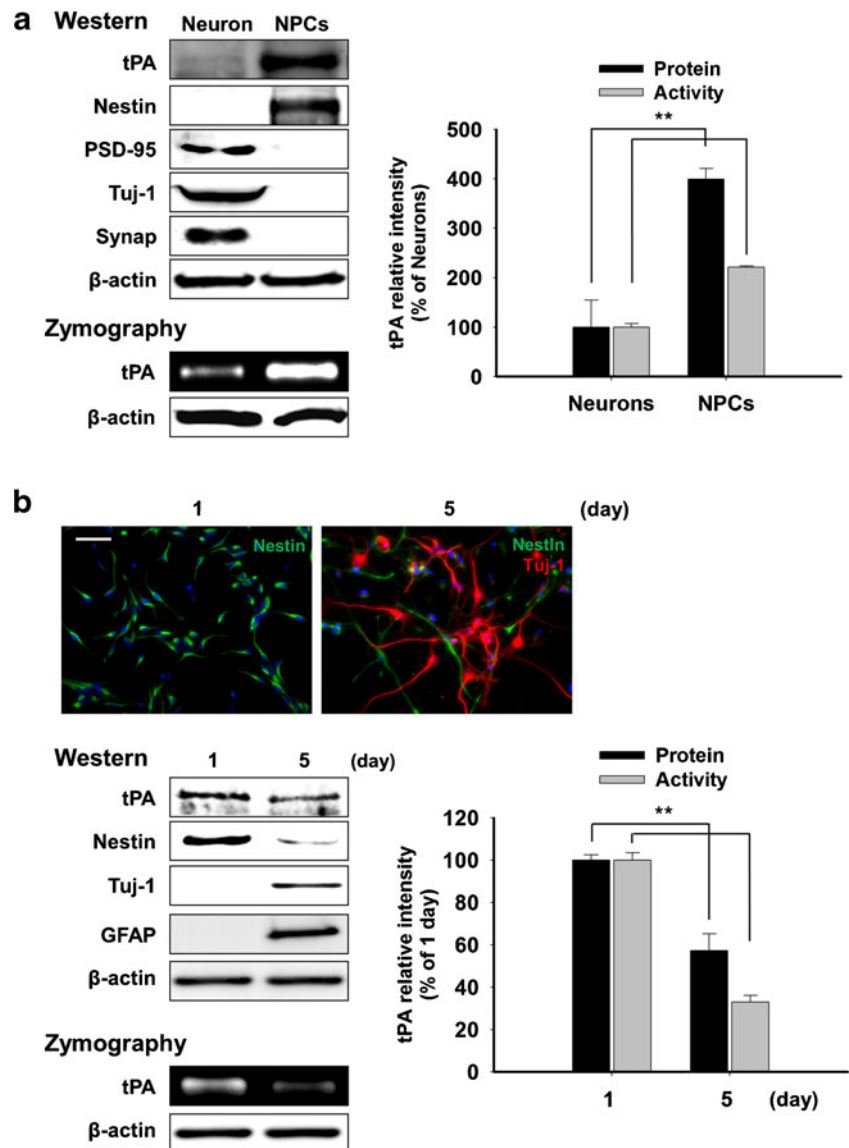 a
Western Neuron NPCs
tPA
Nestin
PSD-95
Tuj-1
Synap
β-actin
Zymography
tPA
β-actin
Protein
Activity
**
500
400
300
200
100
0
tPA relative intensity
(% of Neurons)
Neurons NPCs
b
1 5 (day)
Nestin
NestIn
Tuj-1
Western 1 5 (day)
tPA
Nestin
Tuj-1
GFAP
β-actin
Zymography
tPA
β-actin
Protein
Activity
**
120
100
80
60
40
20
0
tPA relative intensity
(% of 1 day)
1 5 (day)